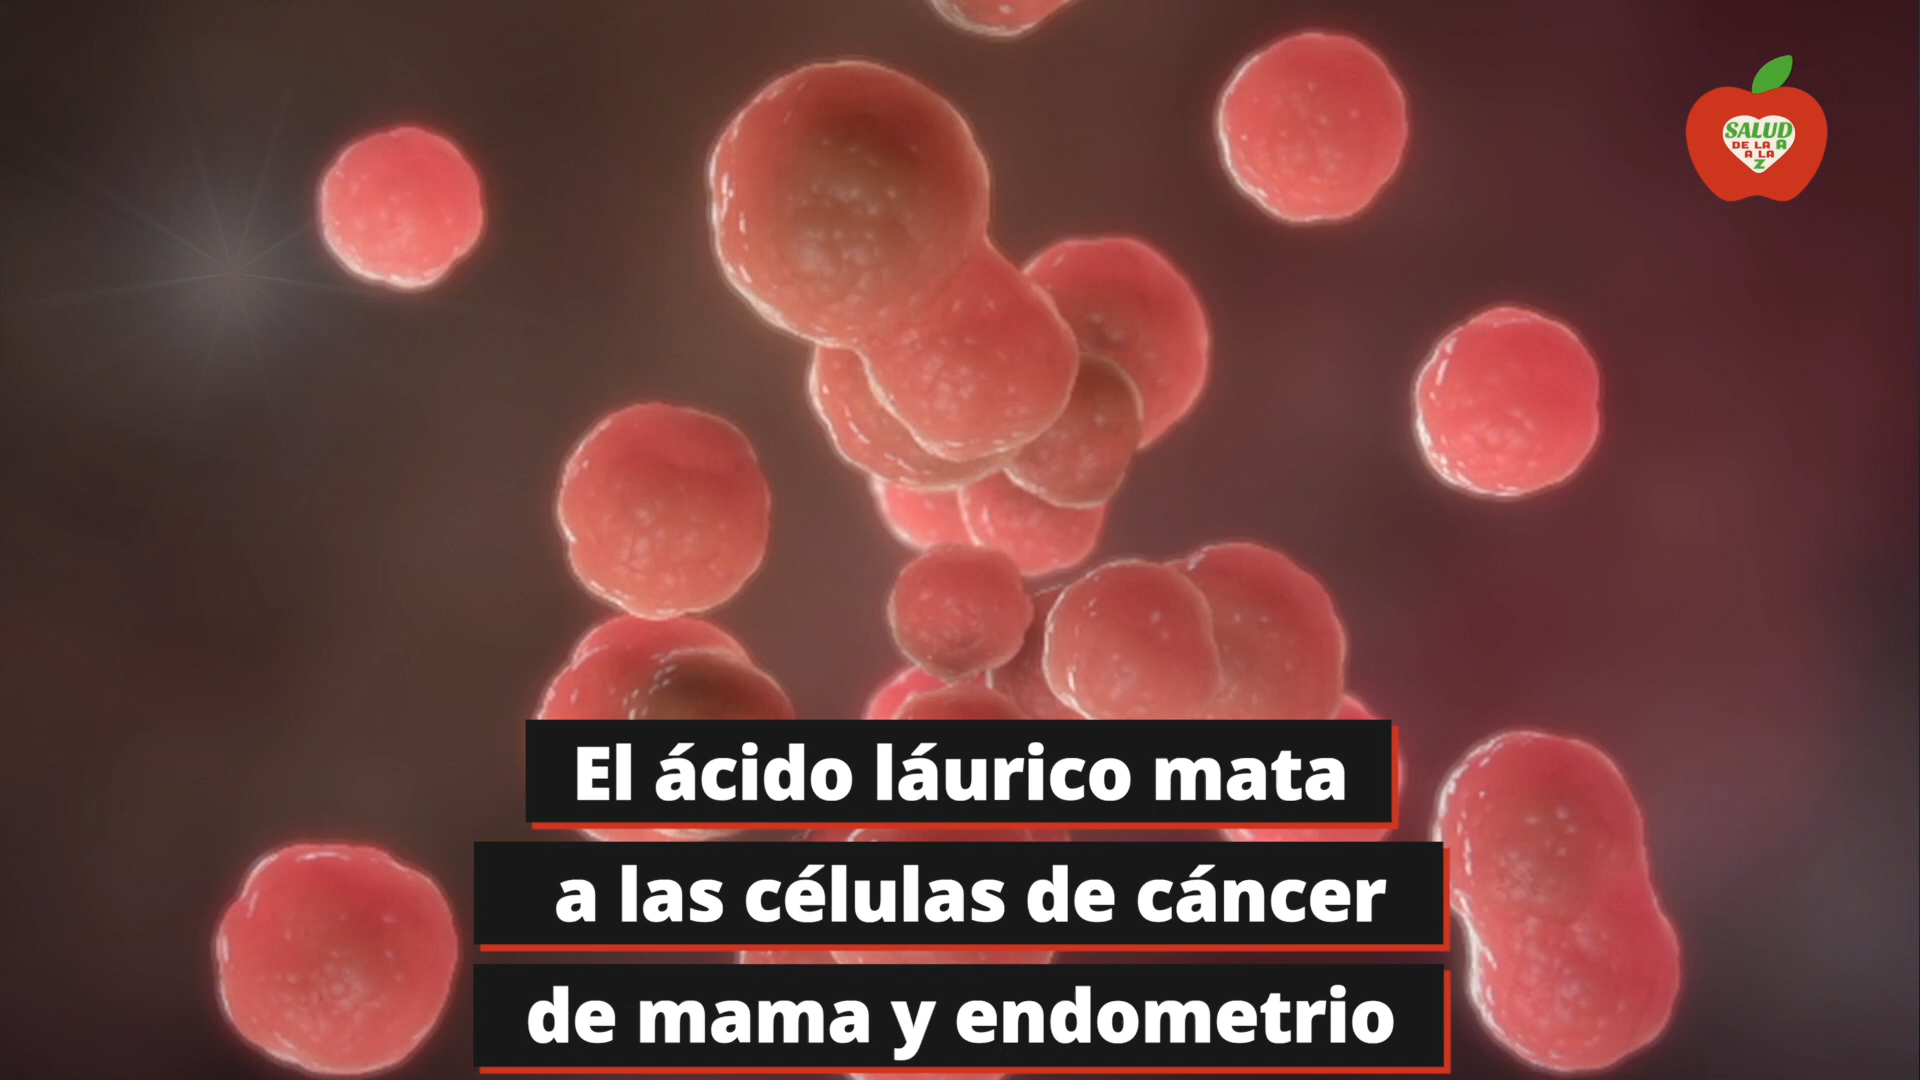 SALUD
DE LA A
A LA
Z
El ácido láurico mata
a las células de cáncer
de mama y endometrio